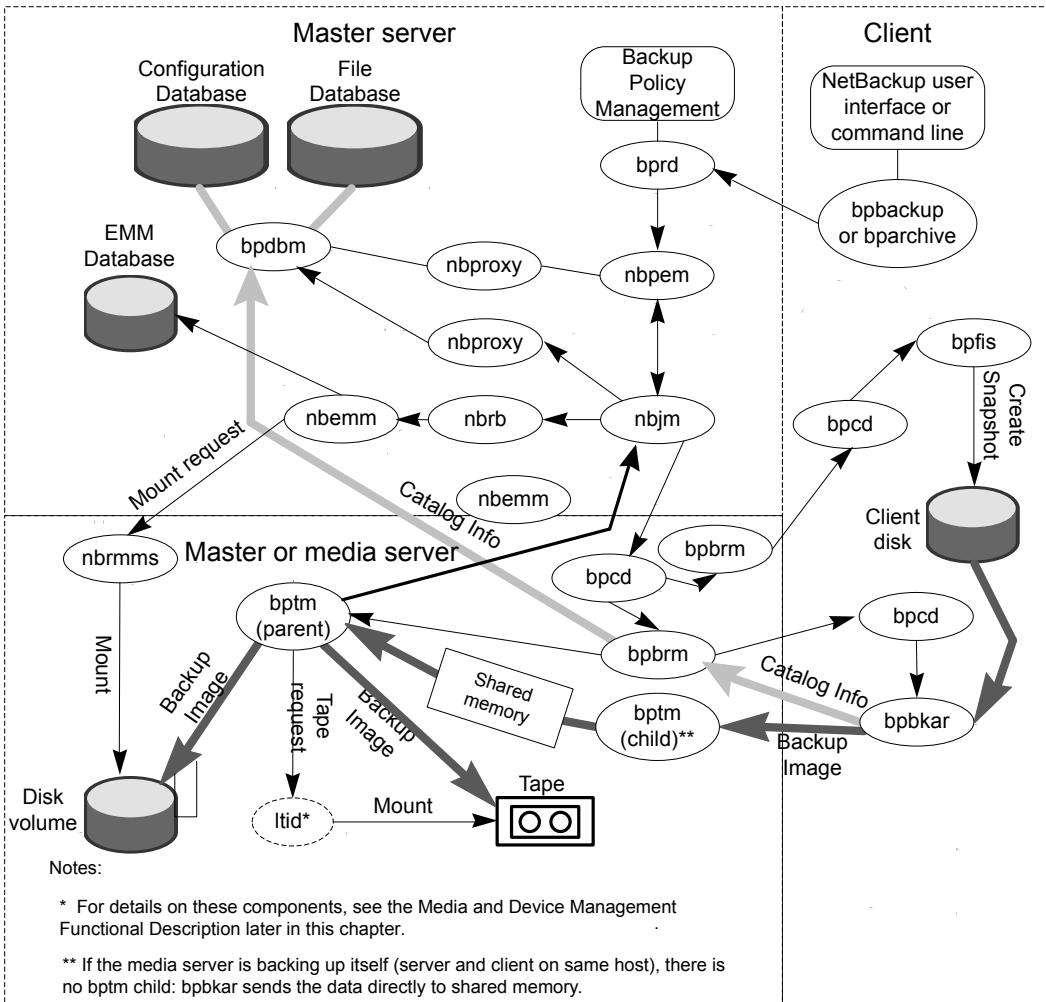 Master server
Client
Configuration
Database
File
Database
Backup
Policy
Management
NetBackup user
interface or
command line
bprd
bpbackup
or bparchive
EMM
Database
bpdbm
nbproxy
nbpem
nbproxy
bpfis
Create
Snapshot
nbemm
nbrb
nbjm
bpcd
Mount request
Catalog Info
nbemm
Client
disk
nbrmms
Master or media server
bpcd
bpbrm
bptm
(parent)
bpcd
bpbrm
Mount
Backup
Image
Tape
request
Backup
Image
Shared
memory
bptm
(child)**
Catalog Info
bpbkar
Backup
Image
Disk
volume
ltid*
Mount
Tape
Notes:
* For details on these components, see the Media and Device Management
Functional Description later in this chapter.
** If the media server is backing up itself (server and client on same host), there is
no bptm child: bpbkar sends the data directly to shared memory.